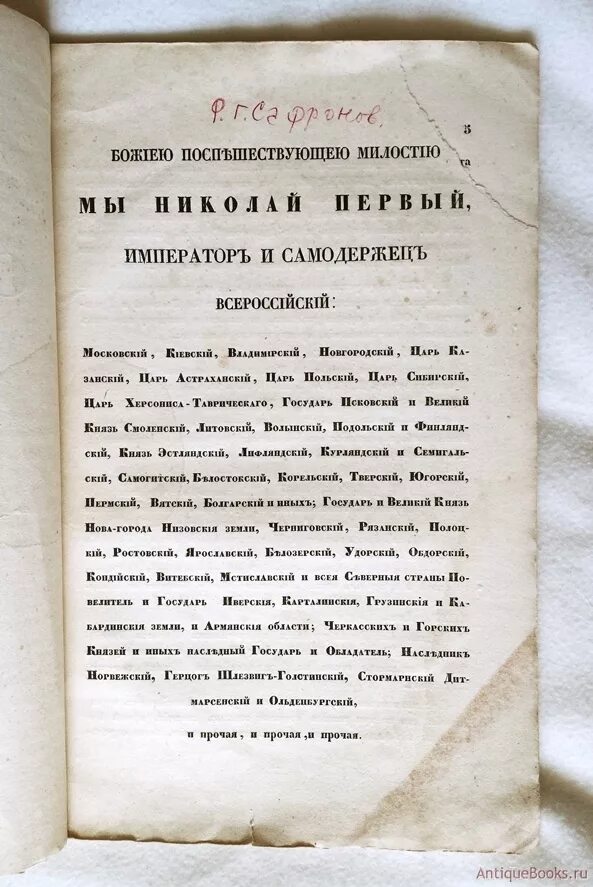 Р. Г. Сафронов.
5
БОЖІЕЮ ПОСПѢШЕСТВУЮЩЕЮ МИЛОСТІЮ
та
МЫ НИКОЛАЙ ПЕРВЫЙ,
ИМПЕРАТОРЪ И САМОДЕРЖЕЦЪ
ВСЕРОССІЙСКІЙ:
Московскій, Кіевскій, Владимірскій, Новгородскій, Царь Ка-
занскій, Царь Астраханскій, Царь Польскій, Царь Сибирскій,
Царь Херсониса-Таврическаго, Государь Псковскій и Великій
Князь Смоленскій, Литовскій, Волынскій, Подольскій и Финлянд-
скій, Князь Эстляндскій, Лифляндскій, Курляндскій и Семигаль-
скій, Самогитскій, Бѣлостокскій, Корельскій, Тверскій, Югорскій,
Пермскій, Вятскій, Болгарскій и иныхъ; Государь и Великій Князь
Нова-города Низовскія земли, Черниговскій, Рязанскій, Полоц-
кій, Ростовскій, Ярославскій, Бѣлозерскій, Удорскій, Обдорскій,
Кондійскій, Витебскій, Мстиславскій и всея Сѣверныя страны По-
велитель и Государь Иверскія, Карталинскія, Грузинскія и Ка-
бардинскія земли, и Армянскія области; Черкасскихъ и Горскихъ
Князей и иныхъ наслѣдный Государь и Обладатель; Наслѣдникъ
Норвежскій, Герцогъ Шлезвигъ-Голстинскій, Стормарнскій Дит-
марсенскій и Ольденбургскій,
и прочая, и прочая, и прочая.
AntiqueBooks.ru